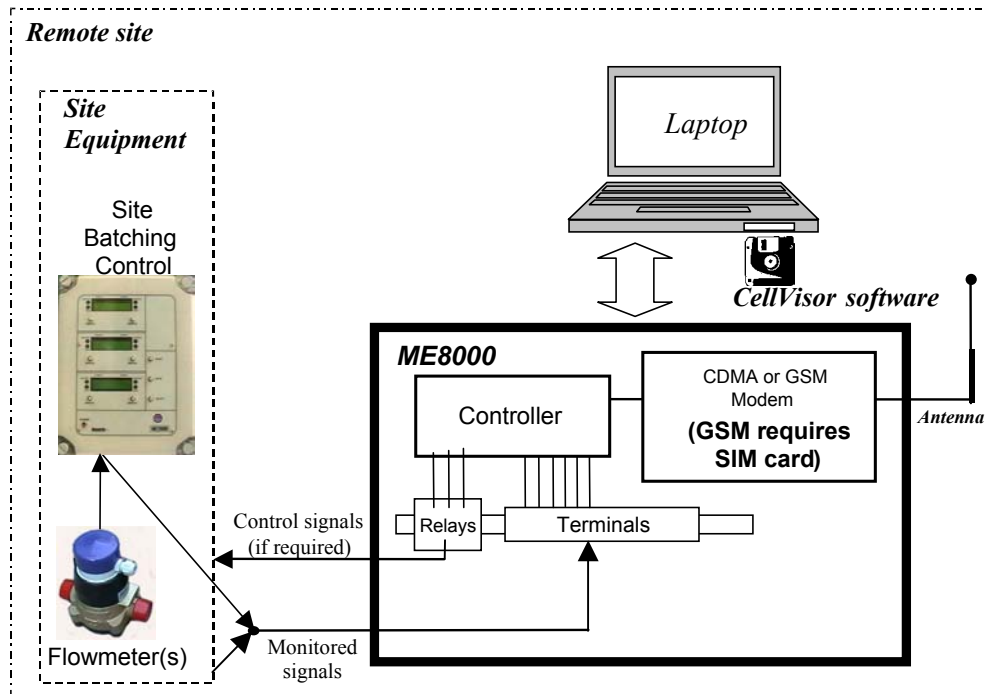 Remote site
Site
Equipment
Site
Batching
Control
Flowmeter(s)
Laptop
CellVisor software
ME8000
Controller
CDMA or GSM
Modem
(GSM requires
SIM card)
Antenna
Relays
Terminals
Control signals
(if required)
Monitored
signals